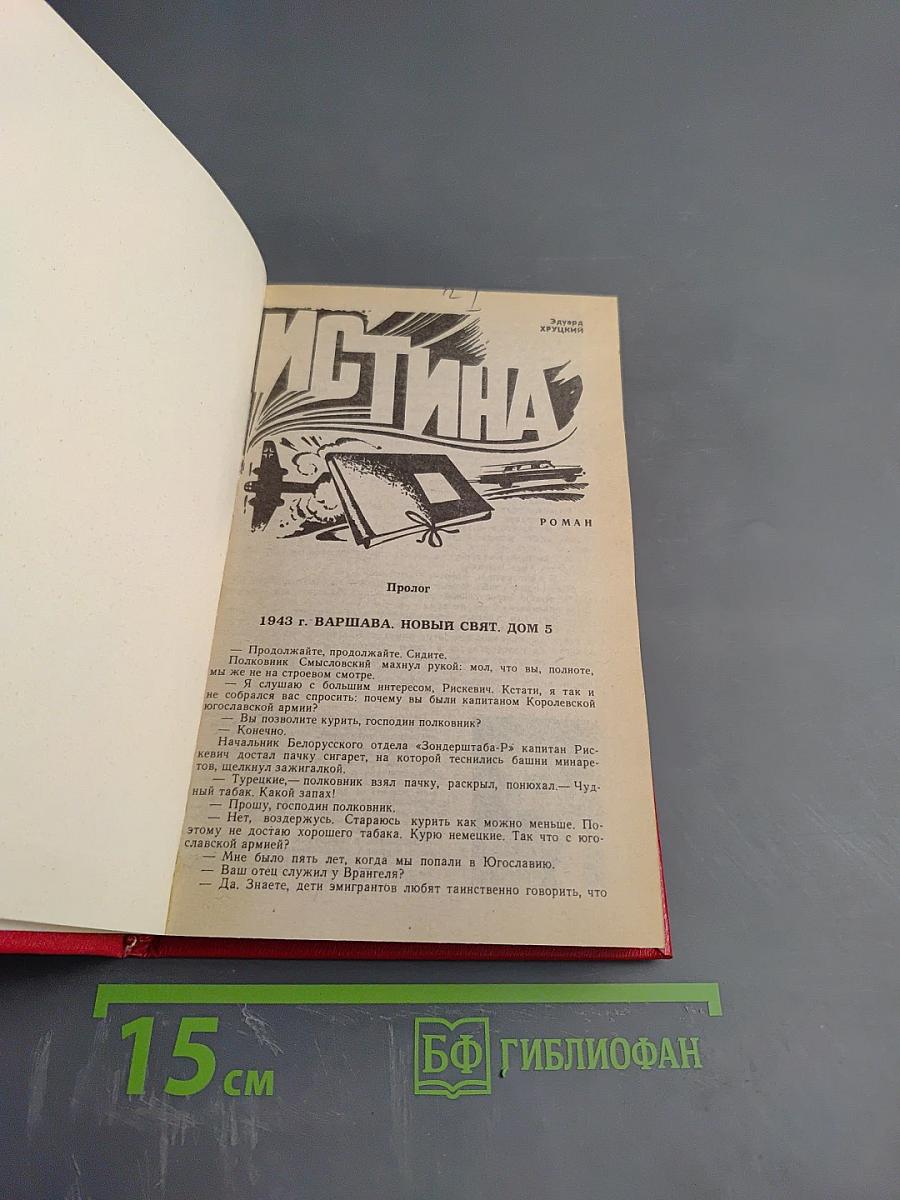 Эдуард
ХРУЦКИЙ
ИСТИНА
РОМАН
Пролог
1943 г. ВАРШАВА. НОВЫЙ СВЯТ. ДОМ 5
— Продолжайте, продолжайте. Сидите.
Полковник Смысловский махнул рукой: мол, что вы, полноте,
мы же не на строевом смотре.
— Я слушаю с большим интересом, Рискевич. Кстати, я так и
не собрался вас спросить: почему вы были капитаном Королевской
югославской армии?
— Вы позволите курить, господин полковник?
— Конечно.
Начальник Белорусского отдела «Зондерштаба-Р» капитан Рис-
кевич достал пачку сигарет, на которой теснились башни минаре-
тов, щелкнул зажигалкой.
— Турецкие,— полковник взял пачку, раскрыл, понюхал.— Чуд-
ный табак. Какой запах!
— Прошу, господин полковник.
— Нет, воздержусь. Стараюсь курить как можно меньше. По-
этому не достаю хорошего табака. Курю немецкие. Так что с юго-
славской армией?
— Мне было пять лет, когда мы попали в Югославию.
— Ваш отец служил у Врангеля?
— Да. Знаете, дети эмигрантов любят таинственно говорить, что
15 см
БФ ГИБЛИОФАН